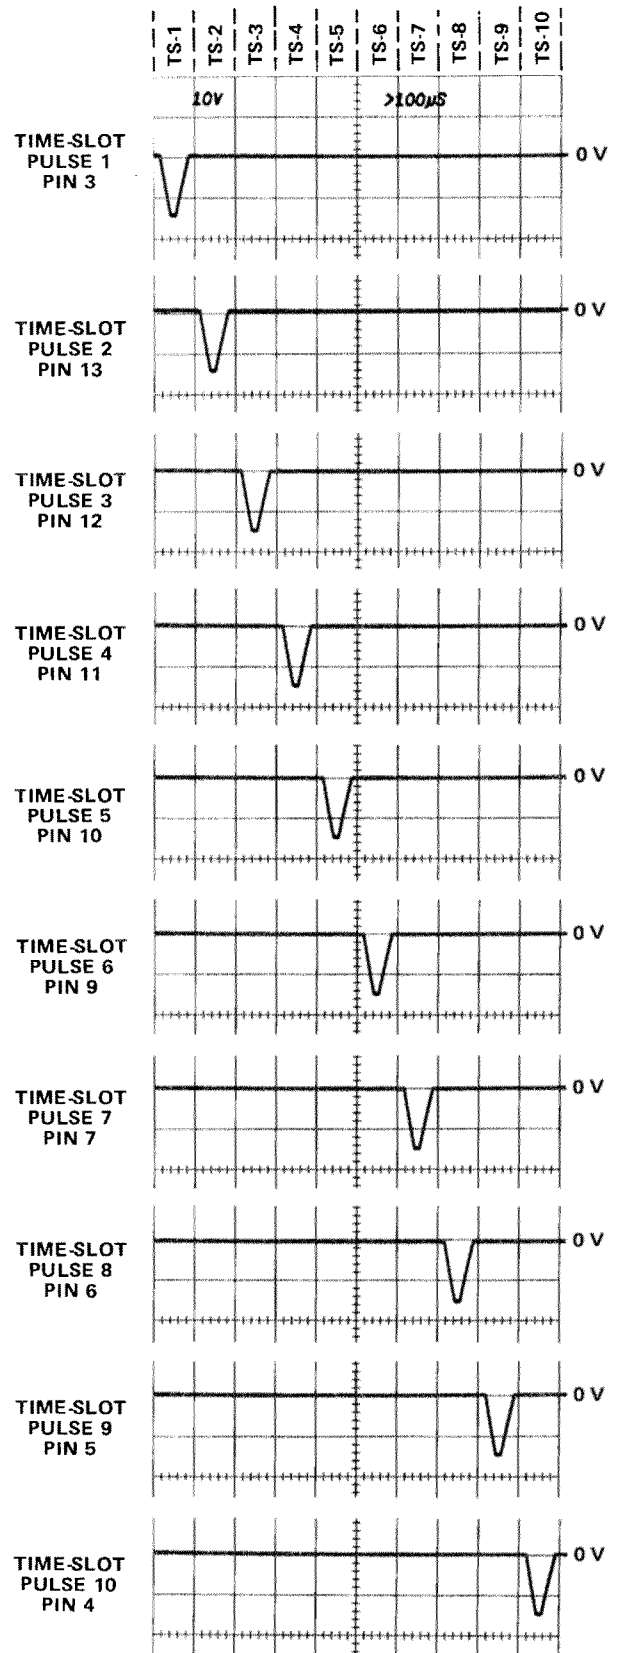 TS-1 TS-2 TS-3 TS-4 TS-5 TS-6 TS-7 TS-8 TS-9 TS-10
10V >100µS
TIME-SLOT
PULSE 1
PIN 3
0 V
TIME-SLOT
PULSE 2
PIN 13
0 V
TIME-SLOT
PULSE 3
PIN 12
0 V
TIME-SLOT
PULSE 4
PIN 11
0 V
TIME-SLOT
PULSE 5
PIN 10
0 V
TIME-SLOT
PULSE 6
PIN 9
0 V
TIME-SLOT
PULSE 7
PIN 7
0 V
TIME-SLOT
PULSE 8
PIN 6
0 V
TIME-SLOT
PULSE 9
PIN 5
0 V
TIME-SLOT
PULSE 10
PIN 4
0 V